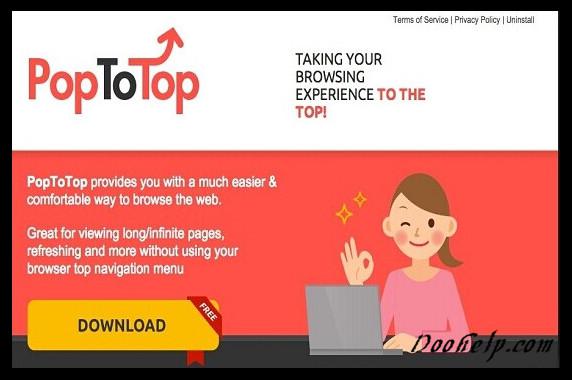 Terms of Service | Privacy Policy | Uninstall
PopToTop
TAKING YOUR
BROWSING
EXPERIENCE TO THE
TOP!
PopToTop provides you with a much easier &
comfortable way to browse the web.
Great for viewing long/infinite pages,
refreshing and more without using your
browser top navigation menu
DOWNLOAD
FREE
Doohelp.com